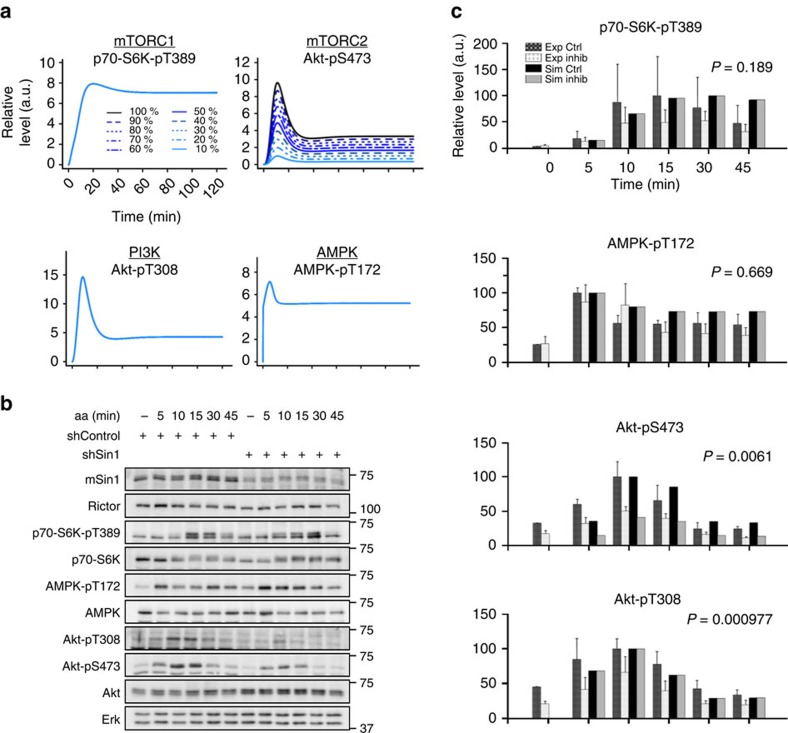 a
mTORC1
p70-S6K-pT389
Relative
level (a.u.)
10
8
6
4
2
0
100 %
90 %
80 %
70 %
60 %
50 %
40 %
30 %
20 %
10 %
0 20 40 60 80 100 120
Time (min)
mTORC2
Akt-pS473
12
10
8
6
4
2
0
PI3K
Akt-pT308
15
10
5
0
AMPK
AMPK-pT172
8
6
4
2
0
b
aa (min) – 5 10 15 30 45 – 5 10 15 30 45
shControl + + + + + +
shSin1 + + + + + +
mSin1 75
Rictor 100
p70-S6K-pT389 75
p70-S6K 75
AMPK-pT172 75
AMPK 75
Akt-pT308 75
Akt-pS473 75
Akt 75
Erk 37
c
p70-S6K-pT389
Relative level (a.u.)
200
150
100
50
0
Exp Ctrl
Exp inhib
Sim Ctrl
Sim inhib
P = 0.189
0 5 10 15 30 45
Time (min)
AMPK-pT172
P = 0.669
150
100
50
0
Akt-pS473
P = 0.0061
150
100
50
0
Akt-pT308
P = 0.000977
150
100
50
0